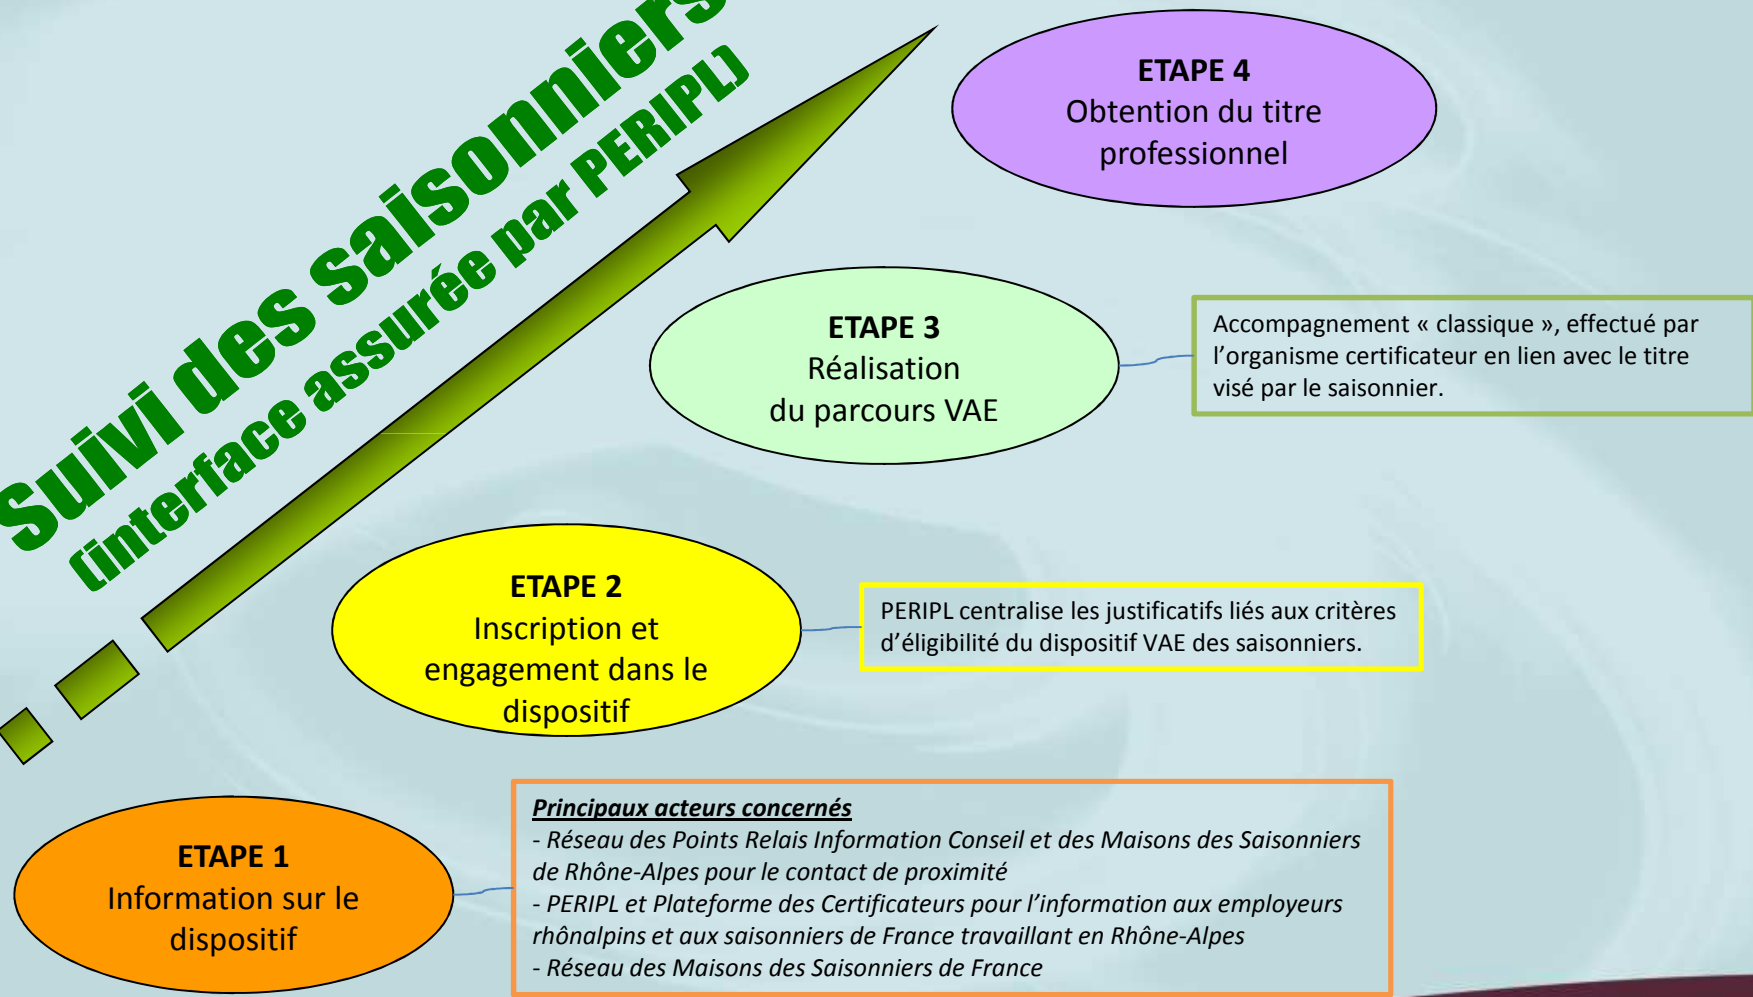 Suivi des saisonniers
(interface assurée par PERIPL)
ETAPE 4
Obtention du titre
professionnel
ETAPE 3
Réalisation
du parcours VAE
Accompagnement « classique », effectué par
l’organisme certificateur en lien avec le titre
visé par le saisonnier.
ETAPE 2
Inscription et
engagement dans le
dispositif
PERIPL centralise les justificatifs liés aux critères
d’éligibilité du dispositif VAE des saisonniers.
ETAPE 1
Information sur le
dispositif
Principaux acteurs concernés
- Réseau des Points Relais Information Conseil et des Maisons des Saisonniers
de Rhône-Alpes pour le contact de proximité
- PERIPL et Plateforme des Certificateurs pour l’information aux employeurs
rhônalpins et aux saisonniers de France travaillant en Rhône-Alpes
- Réseau des Maisons des Saisonniers de France